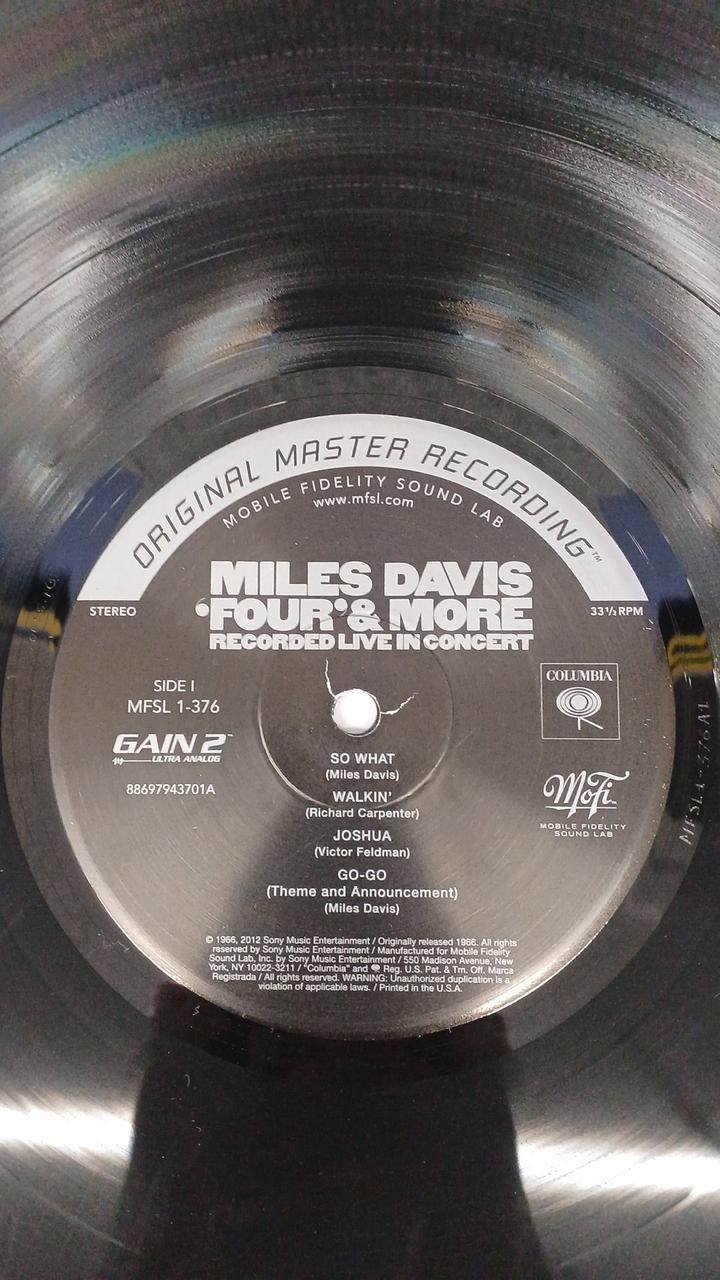 ORIGINAL MASTER RECORDING™
MOBILE FIDELITY SOUND LAB
www.mfsl.com
MILES DAVIS
'FOUR' & MORE
RECORDED LIVE IN CONCERT
STEREO
33 1/3 RPM
SIDE I
MFSL 1-376
GAIN 2™
ULTRA ANALOG
88697943701A
COLUMBIA
MoFi
MOBILE FIDELITY
SOUND LAB
SO WHAT
(Miles Davis)
WALKIN'
(Richard Carpenter)
JOSHUA
(Victor Feldman)
GO-GO
(Theme and Announcement)
(Miles Davis)
© 1966, 2012 Sony Music Entertainment / Originally released 1966. All rights
reserved by Sony Music Entertainment / Manufactured for Mobile Fidelity
Sound Lab, Inc. by Sony Music Entertainment / 550 Madison Avenue, New
York, NY 10022-3211 / "Columbia" and Reg. U.S. Pat. & Tm. Off. Marca
Registrada / All rights reserved. WARNING: Unauthorized duplication is a
violation of applicable laws. / Printed in the U.S.A.
MFSL1-376A1